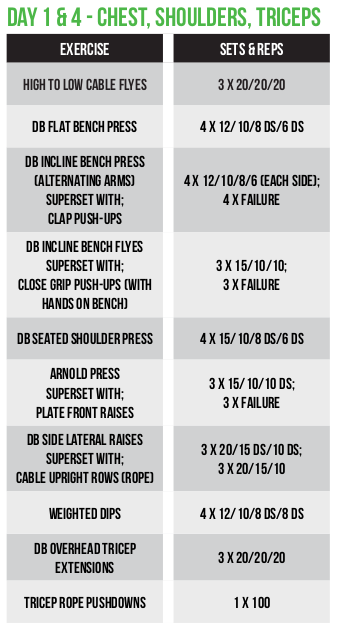 DAY 1 & 4 - CHEST, SHOULDERS, TRICEPS
EXERCISE
SETS & REPS
HIGH TO LOW CABLE FLYES
3 X 20/20/20
DB FLAT BENCH PRESS
4 X 12/10/8 DS/6 DS
DB INCLINE BENCH PRESS
(ALTERNATING ARMS)
SUPERSET WITH;
CLAP PUSH-UPS
4 X 12/10/8/6 (EACH SIDE);
4 X FAILURE
DB INCLINE BENCH FLYES
SUPERSET WITH;
CLOSE GRIP PUSH-UPS (WITH
HANDS ON BENCH)
3 X 15/10/10;
3 X FAILURE
DB SEATED SHOULDER PRESS
4 X 15/10/8 DS/6 DS
ARNOLD PRESS
SUPERSET WITH;
PLATE FRONT RAISES
3 X 15/10/10 DS;
3 X FAILURE
DB SIDE LATERAL RAISES
SUPERSET WITH;
CABLE UPRIGHT ROWS (ROPE)
3 X 20/15 DS/10 DS;
3 X 20/15/10
WEIGHTED DIPS
4 X 12/10/8 DS/8 DS
DB OVERHEAD TRICEP
EXTENSIONS
3 X 20/20/20
TRICEP ROPE PUSHDOWNS
1 X 100